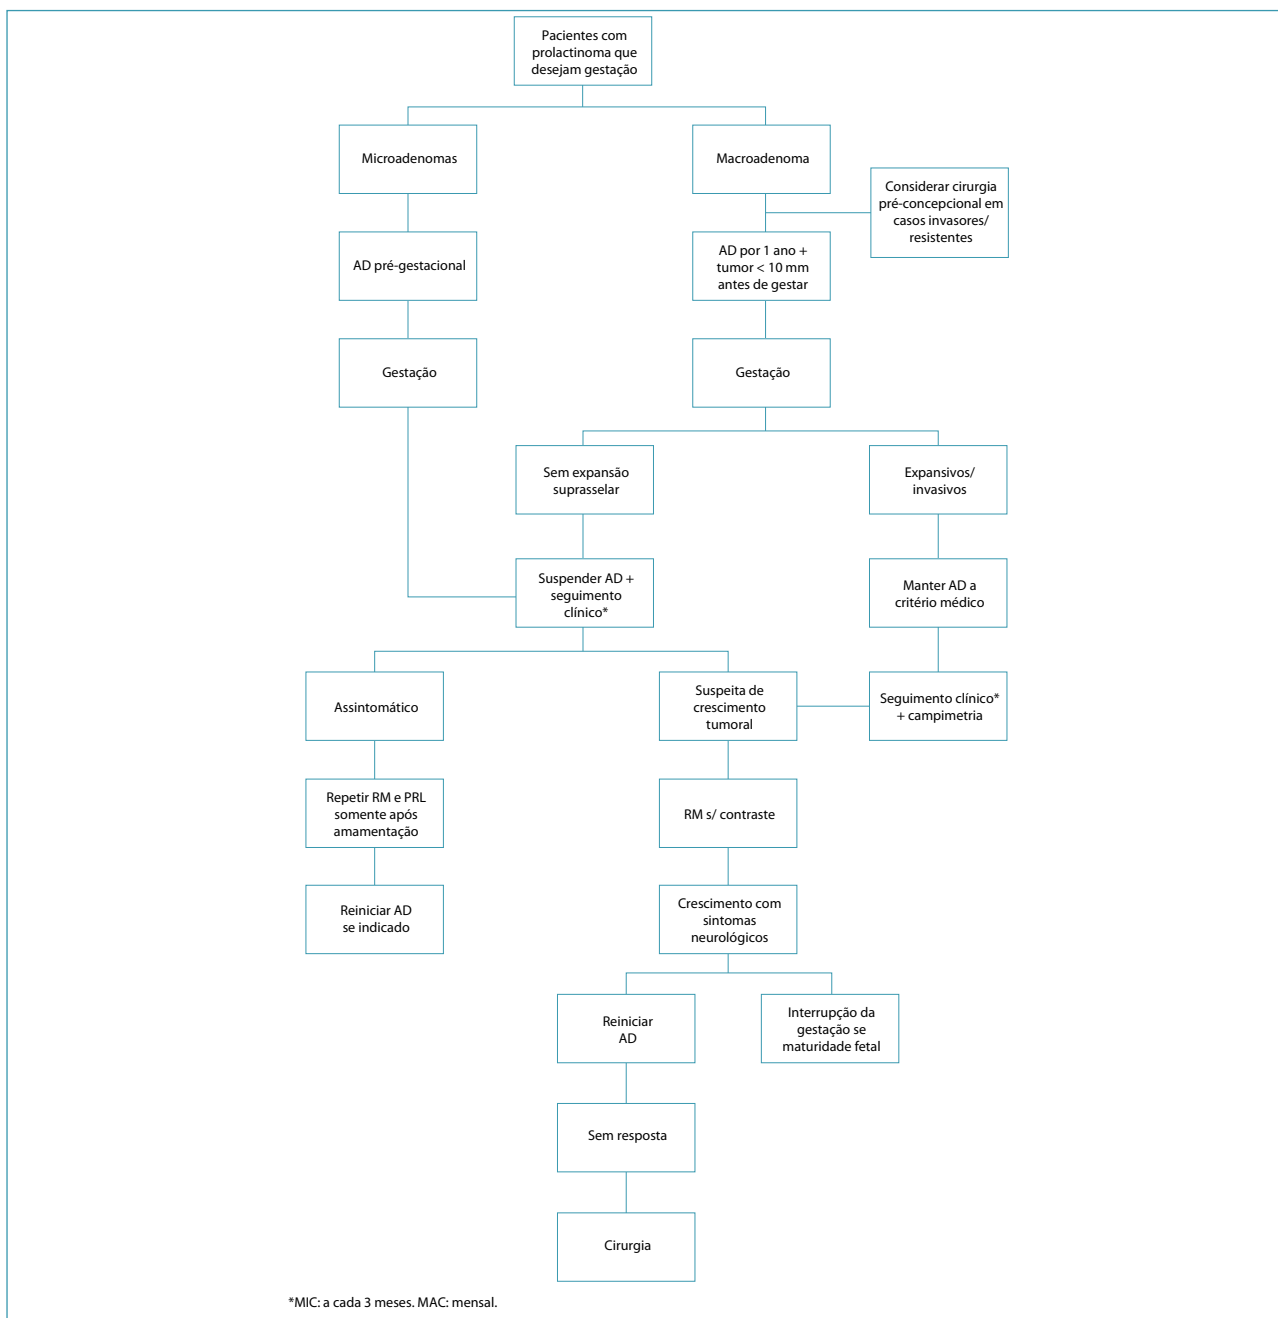 Pacientes com
prolactinoma que
desejam gestação
Microadenomas
Macroadenoma
Considerar cirurgia
pré-concepcional em
casos invasores/
resistentes
AD pré-gestacional
AD por 1 ano +
tumor < 10 mm
antes de gestar
Gestação
Gestação
Sem expansão
suprasselar
Expansivos/
invasivos
Suspender AD +
seguimento
clínico*
Manter AD a
critério médico
Assintomático
Suspeita de
crescimento
tumoral
Seguimento clínico*
+ campimetria
Repetir RM e PRL
somente após
amamentação
RM s/ contraste
Reiniciar AD
se indicado
Crescimento com
sintomas
neurológicos
Reiniciar
AD
Interrupção da
gestação se
maturidade fetal
Sem resposta
Cirurgia
*MIC: a cada 3 meses. MAC: mensal.